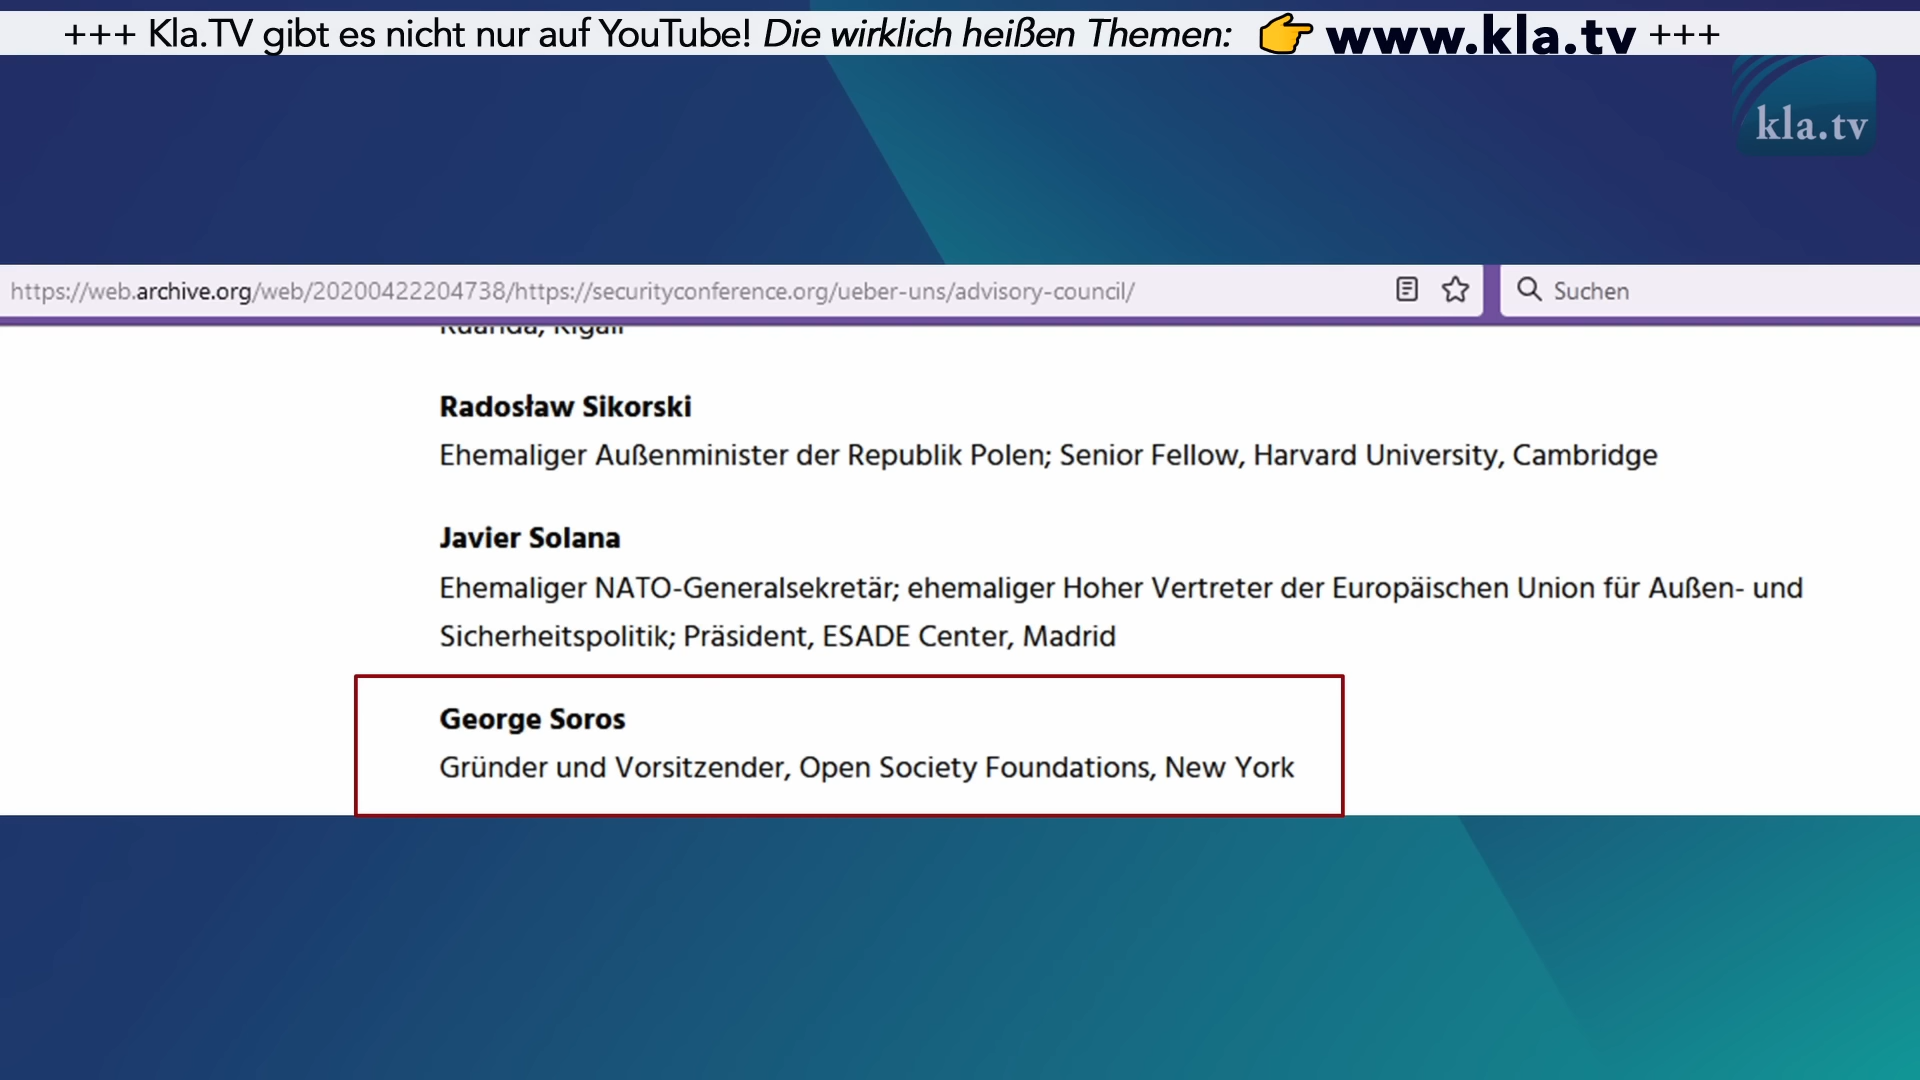 +++ Kla.TV gibt es nicht nur auf YouTube! Die wirklich heißen Themen: 👉 www.kla.tv +++
kla.tv
https://web.archive.org/web/20200422204738/https://securityconference.org/ueber-uns/advisory-council/
Suchen
Ruanda, Kigali
Radosław Sikorski
Ehemaliger Außenminister der Republik Polen; Senior Fellow, Harvard University, Cambridge
Javier Solana
Ehemaliger NATO-Generalsekretär; ehemaliger Hoher Vertreter der Europäischen Union für Außen- und
Sicherheitspolitik; Präsident, ESADE Center, Madrid
George Soros
Gründer und Vorsitzender, Open Society Foundations, New York